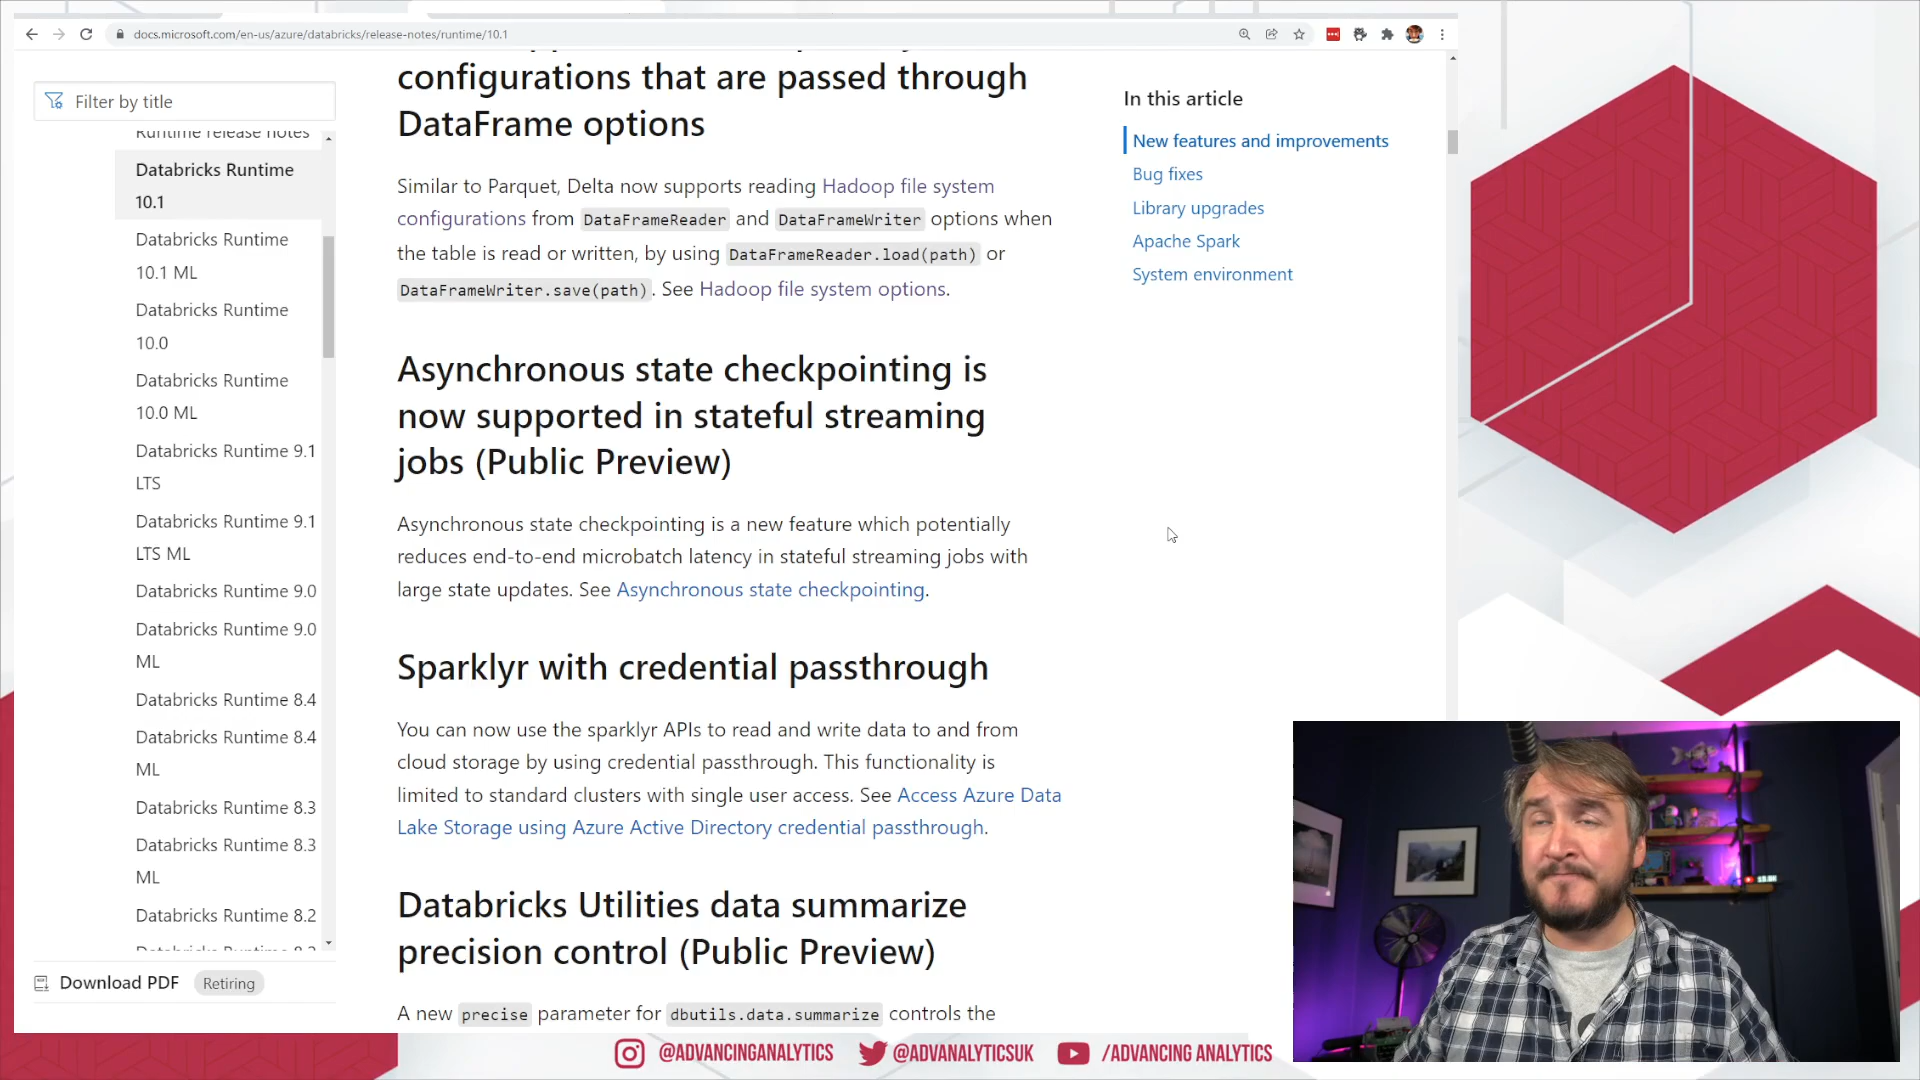 docs.microsoft.com/en-us/azure/databricks/release-notes/runtime/10.1
Filter by title
Runtime release notes
Databricks Runtime
10.1
Databricks Runtime
10.1 ML
Databricks Runtime
10.0
Databricks Runtime
10.0 ML
Databricks Runtime 9.1
LTS
Databricks Runtime 9.1
LTS ML
Databricks Runtime 9.0
Databricks Runtime 9.0
ML
Databricks Runtime 8.4
Databricks Runtime 8.4
ML
Databricks Runtime 8.3
Databricks Runtime 8.3
ML
Databricks Runtime 8.2
Download PDF
Retiring
configurations that are passed through
DataFrame options
Similar to Parquet, Delta now supports reading Hadoop file system
configurations from DataFrameReader and DataFrameWriter options when
the table is read or written, by using DataFrameReader.load(path) or
DataFrameWriter.save(path). See Hadoop file system options.
Asynchronous state checkpointing is
now supported in stateful streaming
jobs (Public Preview)
Asynchronous state checkpointing is a new feature which potentially
reduces end-to-end microbatch latency in stateful streaming jobs with
large state updates. See Asynchronous state checkpointing.
Sparklyr with credential passthrough
You can now use the sparklyr APIs to read and write data to and from
cloud storage by using credential passthrough. This functionality is
limited to standard clusters with single user access. See Access Azure Data
Lake Storage using Azure Active Directory credential passthrough.
Databricks Utilities data summarize
precision control (Public Preview)
A new precise parameter for dbutils.data.summarize controls the
In this article
New features and improvements
Bug fixes
Library upgrades
Apache Spark
System environment
@ADVANCINGANALYTICS
@ADVANALYTICSUK
/ADVANCING ANALYTICS